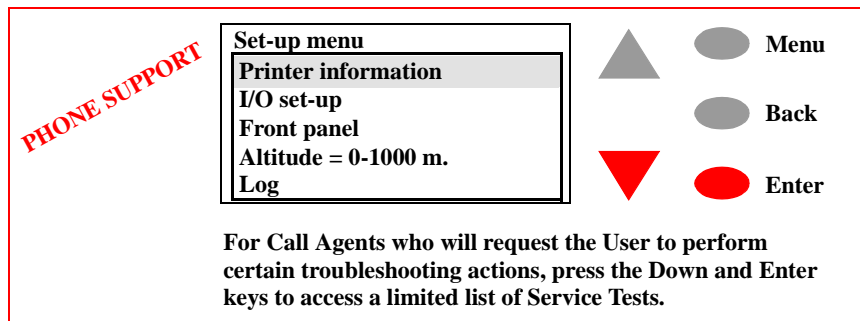 PHONE SUPPORT
Set-up menu
Printer information
I/O set-up
Front panel
Altitude = 0-1000 m.
Log
Menu
Back
Enter
For Call Agents who will request the User to perform
certain troubleshooting actions, press the Down and Enter
keys to access a limited list of Service Tests.